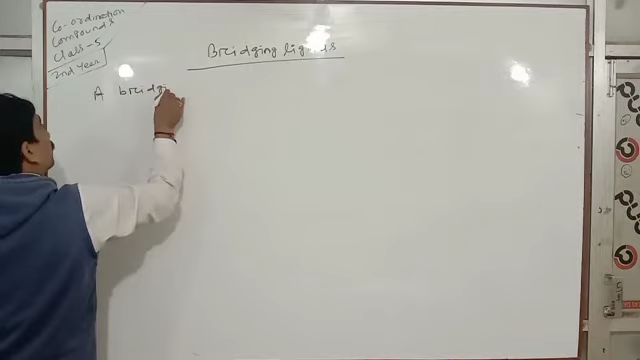 Co-ordination
Compounds
Class-5
2nd Year
Bridging ligands
A bridgi